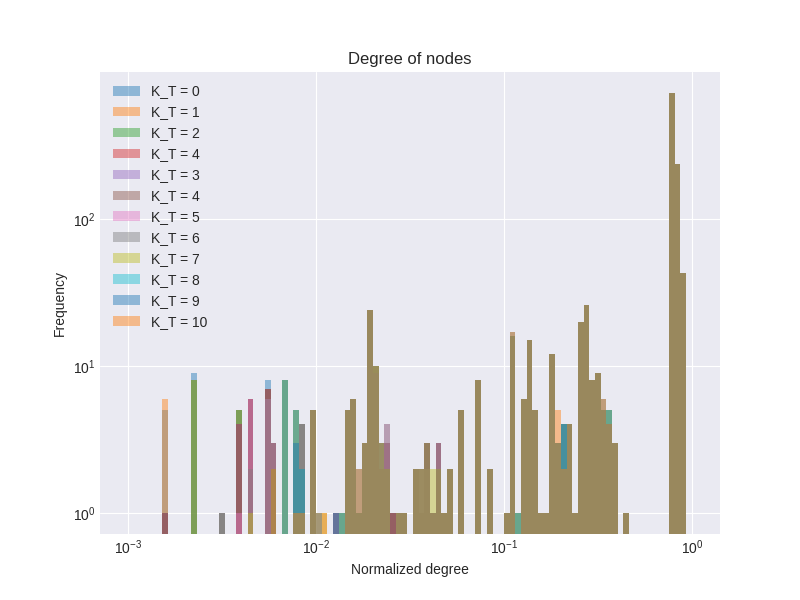 Degree of nodes
K_T = 0
K_T = 1
K_T = 2
K_T = 4
K_T = 3
K_T = 4
K_T = 5
K_T = 6
K_T = 7
K_T = 8
K_T = 9
K_T = 10
Frequency
10²
10¹
10⁰
10⁻³ 10⁻² 10⁻¹ 10⁰
Normalized degree